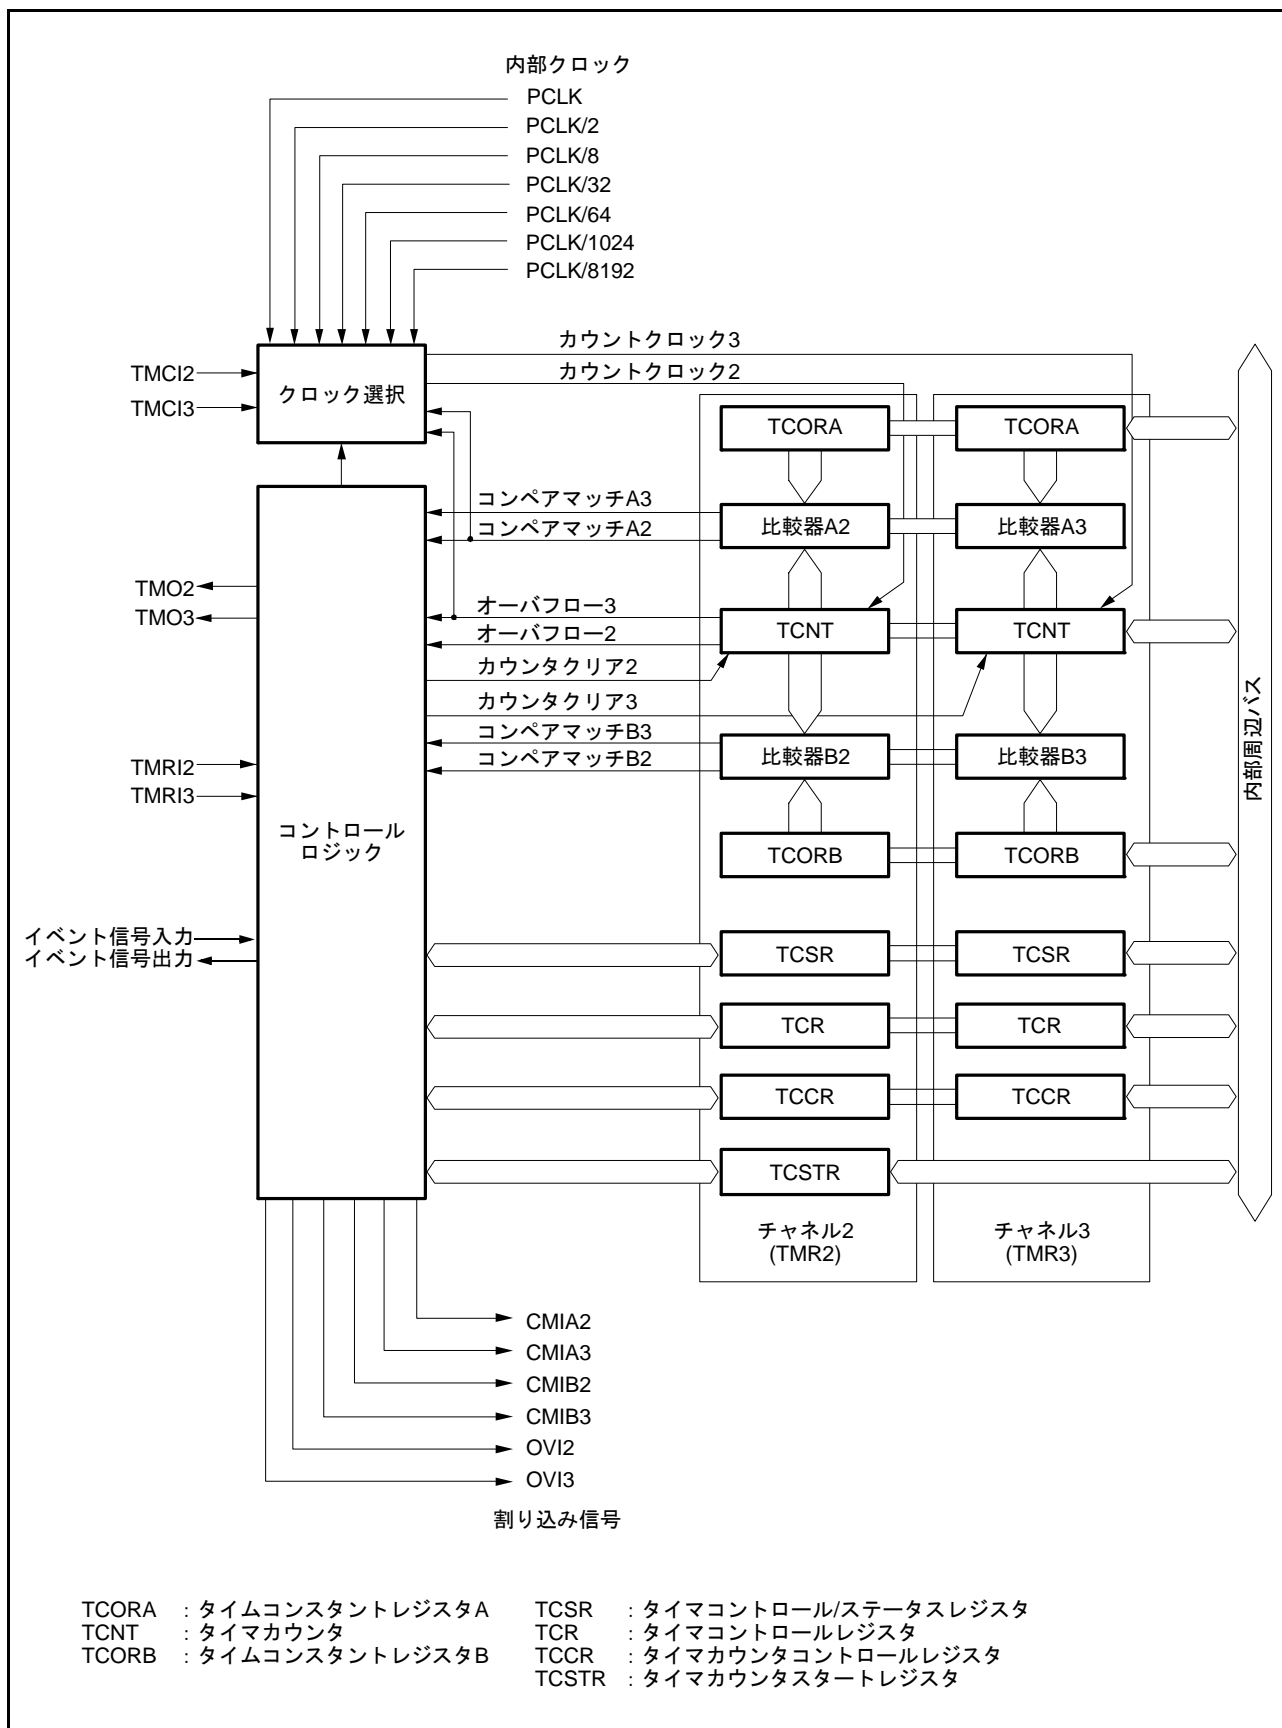 内部クロック
PCLK
PCLK/2
PCLK/8
PCLK/32
PCLK/64
PCLK/1024
PCLK/8192
カウントクロック3
カウントクロック2
TMCI2
TMCI3
クロック選択
TCORA
TCORA
コンペアマッチA3
コンペアマッチA2
比較器A2
比較器A3
TMO2
TMO3
オーバフロー3
オーバフロー2
TCNT
TCNT
カウンタクリア2
カウンタクリア3
コンペアマッチB3
コンペアマッチB2
比較器B2
比較器B3
内部周辺バス
TMRI2
TMRI3
コントロール
ロジック
TCORB
TCORB
イベント信号入力
イベント信号出力
TCSR
TCSR
TCR
TCR
TCCR
TCCR
TCSTR
チャネル2
(TMR2)
チャネル3
(TMR3)
CMIA2
CMIA3
CMIB2
CMIB3
OVI2
OVI3
割り込み信号
TCORA : タイムコンスタントレジスタA
TCNT : タイマカウンタ
TCORB : タイムコンスタントレジスタB
TCSR : タイマコントロール/ステータスレジスタ
TCR : タイマコントロールレジスタ
TCCR : タイマカウンタコントロールレジスタ
TCSTR : タイマカウンタスタートレジスタ